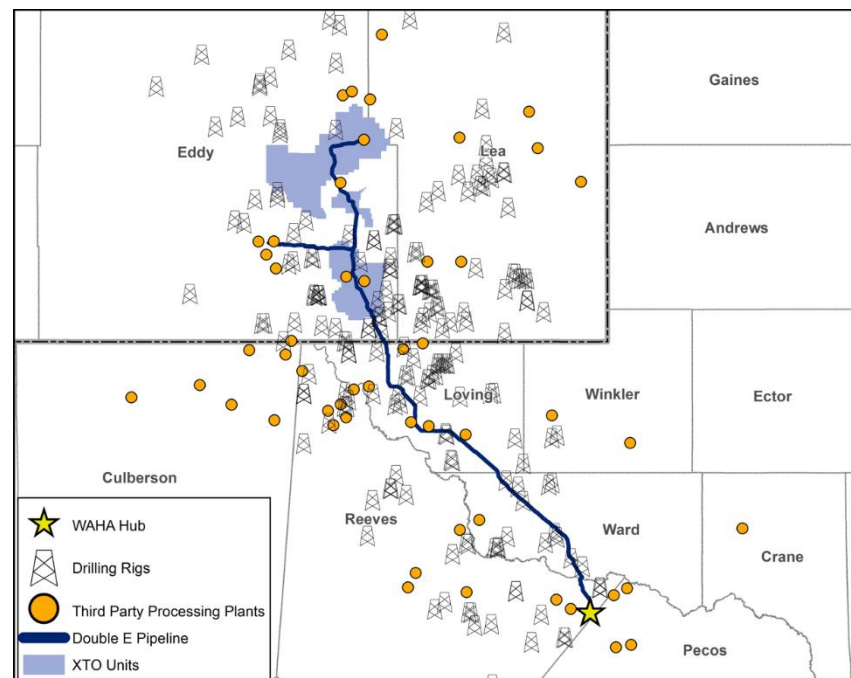 Gaines
Eddy
Lea
Andrews
Loving
Winkler
Ector
Culberson
Reeves
Ward
Crane
Pecos
WAHA Hub
Drilling Rigs
Third Party Processing Plants
Double E Pipeline
XTO Units